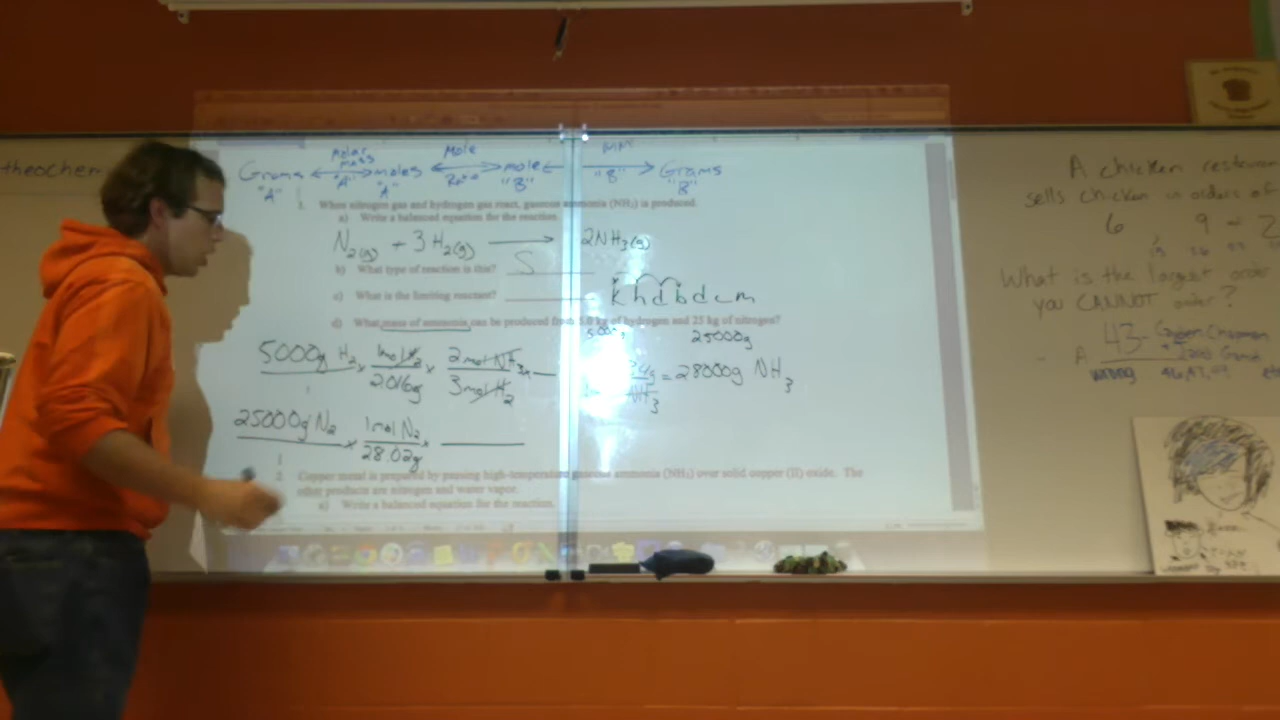 theochem
Molar mass Mole MM
Grams ⟷ moles ⟷ mole ⟶ Grams
"A" "A" "A" Ratio "B" "B" "B"
1. When nitrogen gas and hydrogen gas react, gaseous ammonia (NH3) is produced.
a) Write a balanced equation for the reaction.
N2(g) + 3H2(g) ⟶ 2NH3(g)
b) What type of reaction is this? S
c) What is the limiting reactant?
k h d b d c m
d) What mass of ammonia can be produced from 5.0 kg of hydrogen and 25 kg of nitrogen?
5000g 25000g
5000g H2 x 1mol H2 x 2mol NH3
2.016g 3mol H2
= 28000g NH3
NH3
25000g N2 x 1mol N2 x
1 28.02g
2. Copper metal is prepared by passing high-temperature gaseous ammonia (NH3) over solid copper (II) oxide. The
other products are nitrogen and water vapor.
a) Write a balanced equation for the reaction.
A chicken
sells chicken in orders of
6, 9
What is the largest order
you CANNOT order?
A 43
wrong